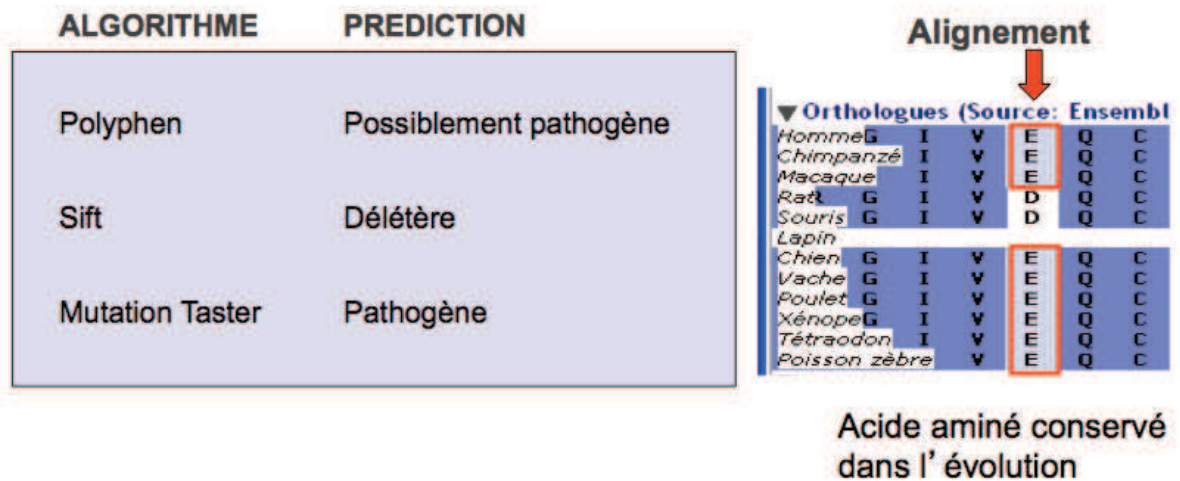 ALGORITHME PREDICTION
Polyphen Possiblement pathogène
Sift Délétère
Mutation Taster Pathogène
Alignement
▼ Orthologues (Source: Ensembl
Homme G I V E Q C
Chimpanzé I V E Q C
Macaque I V E Q C
Rat G I V D Q C
Souris G I V D Q C
Lapin
Chien G I V E Q C
Vache G I V E Q C
Poulet G I V E Q C
Xénope G I V E Q C
Tétraodon I V E Q C
Poisson zèbre V E Q C
Acide aminé conservé
dans l' évolution